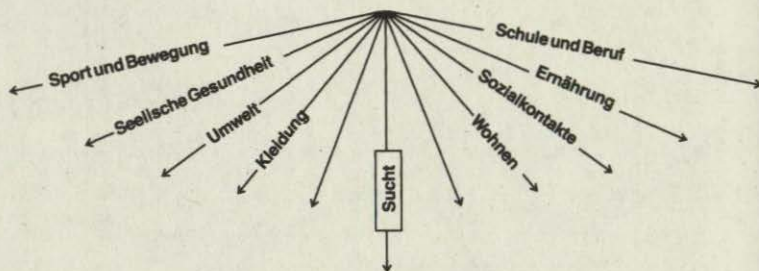 Sport und Bewegung
Seelische Gesundheit
Umwelt
Kleidung
Sucht
Wohnen
Sozialkontakte
Ernährung
Schule und Beruf